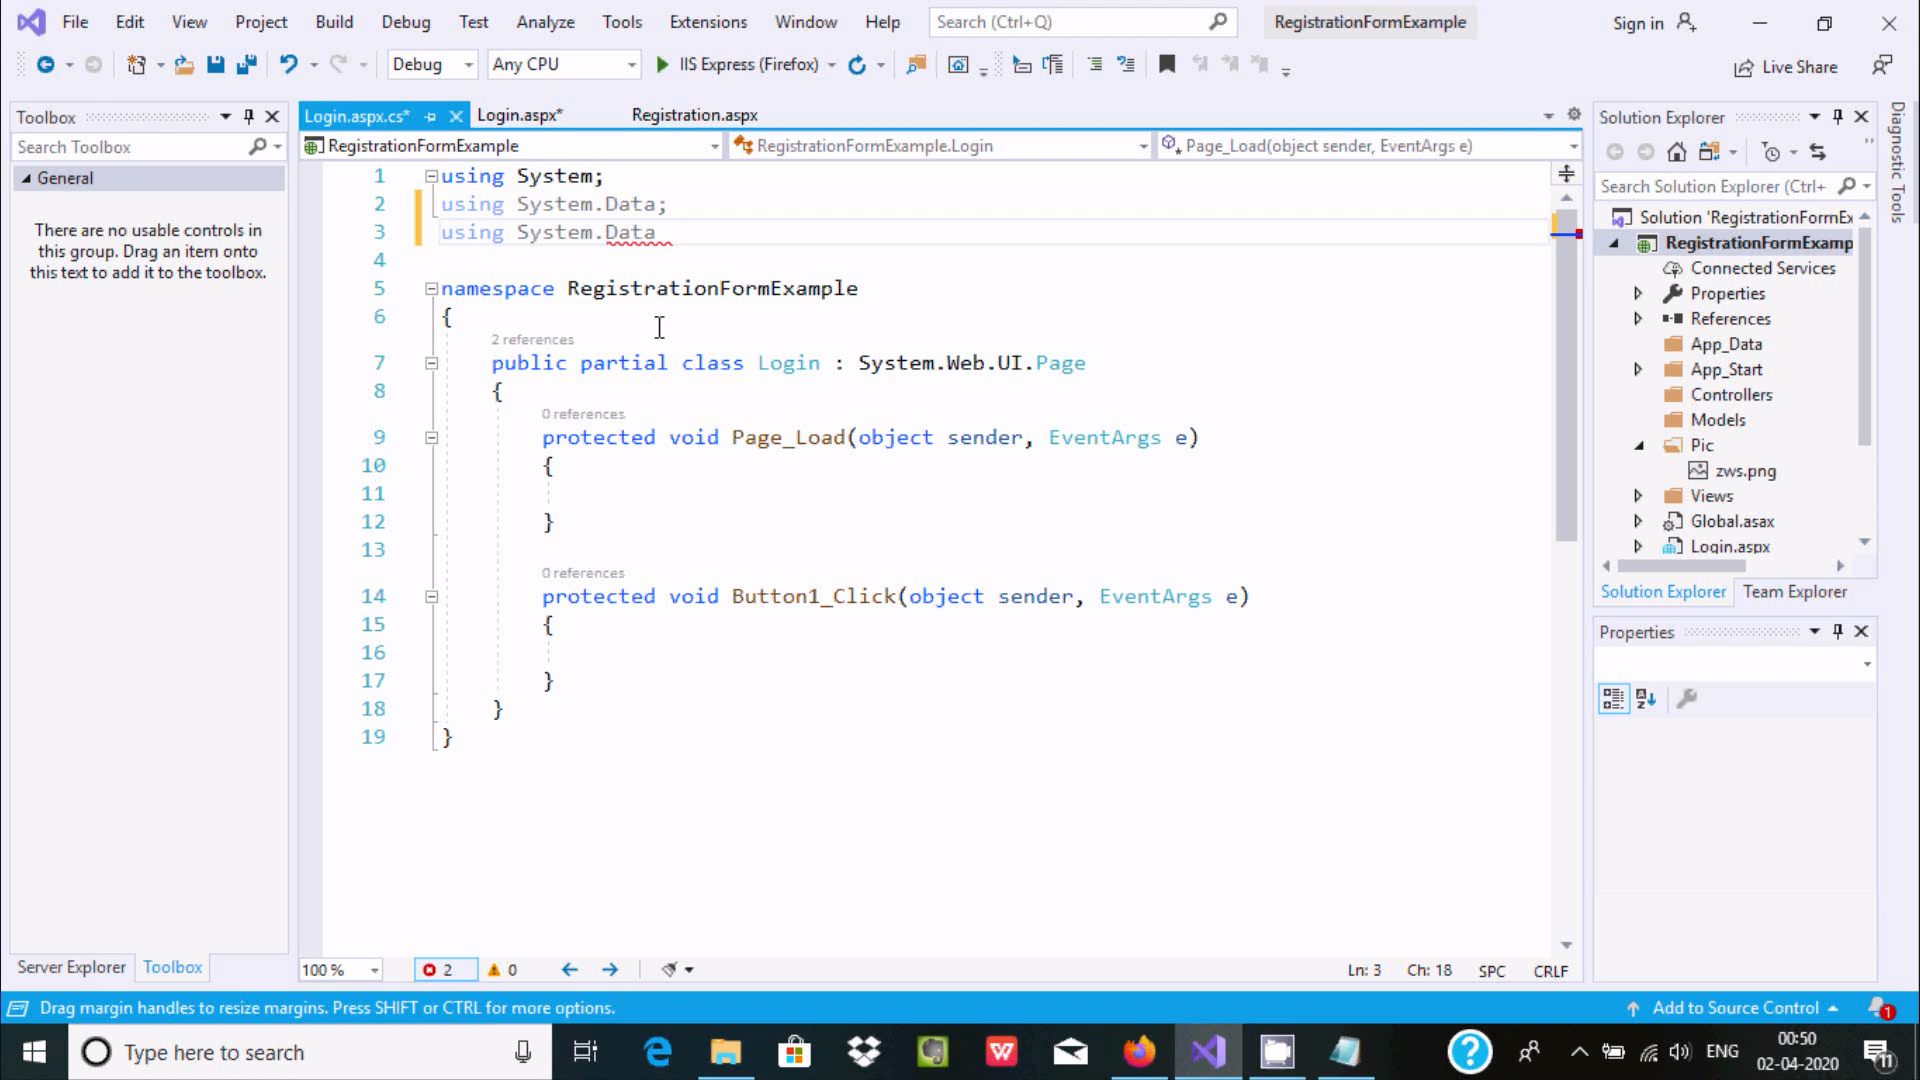 File Edit View Project Build Debug Test Analyze Tools Extensions Window Help Search (Ctrl+Q) RegistrationFormExample Sign in
Debug Any CPU IIS Express (Firefox) Live Share
Toolbox
Search Toolbox
General
There are no usable controls in
this group. Drag an item onto
this text to add it to the toolbox.
Server Explorer Toolbox
Login.aspx.cs* Login.aspx* Registration.aspx
RegistrationFormExample RegistrationFormExample.Login Page_Load(object sender, EventArgs e)
1 using System;
2 using System.Data;
3 using System.Data
4
5 namespace RegistrationFormExample
6 {
2 references
7 public partial class Login : System.Web.UI.Page
8 {
0 references
9 protected void Page_Load(object sender, EventArgs e)
10 {
11
12 }
13
0 references
14 protected void Button1_Click(object sender, EventArgs e)
15 {
16
17 }
18 }
19 }
100 % 2 0 Ln: 3 Ch: 18 SPC CRLF
Solution Explorer
Search Solution Explorer (Ctrl+
Solution 'RegistrationFormEx
RegistrationFormExamp
Connected Services
Properties
References
App_Data
App_Start
Controllers
Models
Pic
zws.png
Views
Global.asax
Login.aspx
Solution Explorer Team Explorer
Properties
Diagnostic Tools
Drag margin handles to resize margins. Press SHIFT or CTRL for more options. Add to Source Control 1
Type here to search ENG 00:50
02-04-2020 11